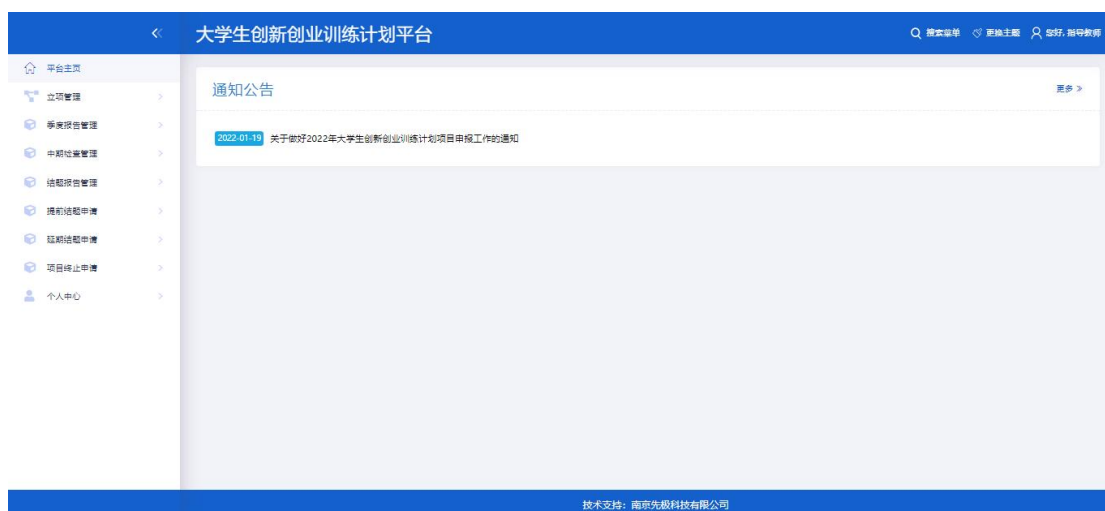 大学生创新创业训练计划平台
搜索菜单 更换主题 您好, 指导教师
平台主页
立项管理
季度报告管理
中期检查管理
结题报告管理
提前结题申请
延期结题申请
项目终止申请
个人中心
通知公告
更多 »
2022-01-19 关于做好2022年大学生创新创业训练计划项目申报工作的通知
技术支持：南京先极科技有限公司